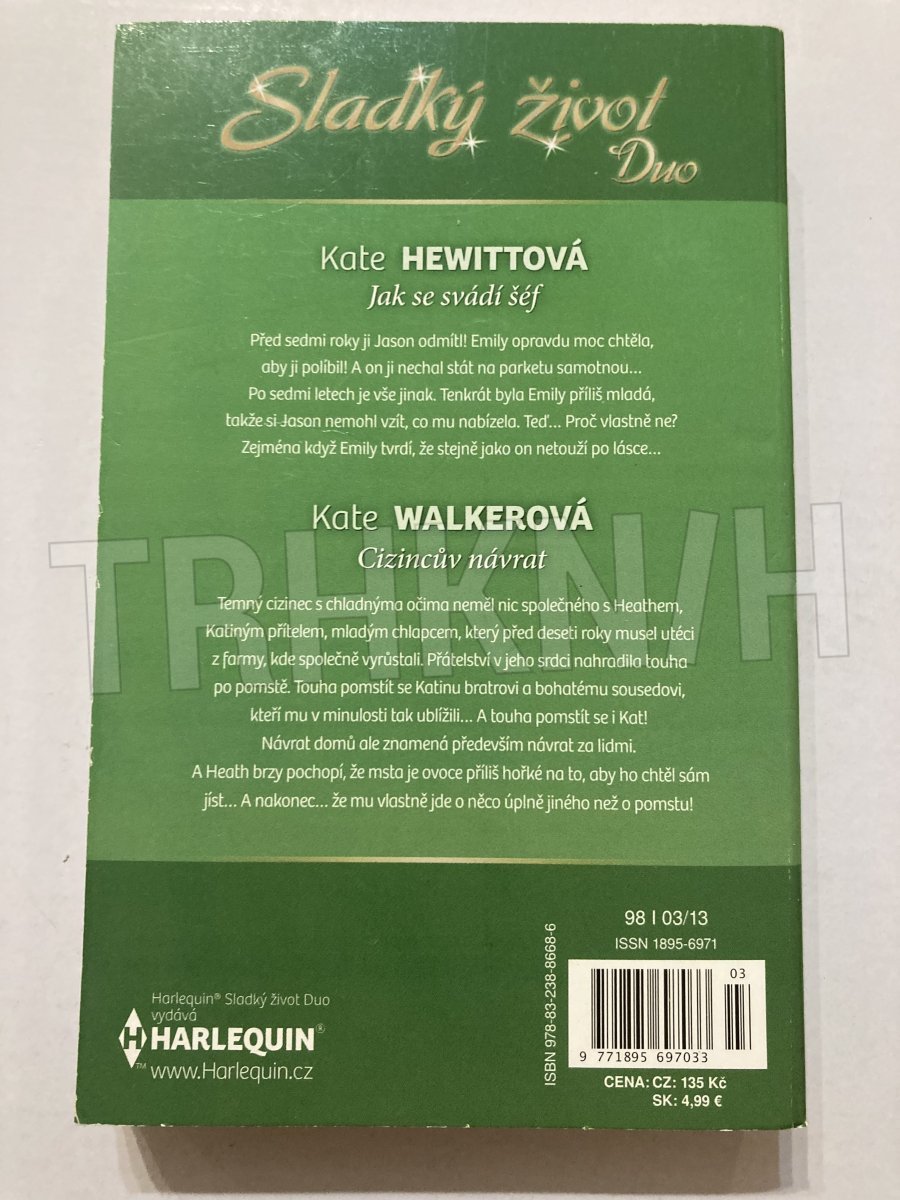 Sladký život
Duo
Kate HEWITTOVÁ
Jak se svádí šéf
Před sedmi roky ji Jason odmítl! Emily opravdu moc chtěla,
aby ji políbil! A on ji nechal stát na parketu samotnou...
Po sedmi letech je vše jinak. Tenkrát byla Emily příliš mladá,
takže si Jason nemohl vzít, co mu nabízela. Teď... Proč vlastně ne?
Zejména když Emily tvrdí, že stejně jako on netouží po lásce...
Kate WALKEROVÁ
Cizincův návrat
TRHKN/H
Temný cizinec s chladnýma očima neměl nic společného s Heathem,
Katiným přítelem, mladým chlapcem, který před deseti roky musel utéci
z farmy, kde společně vyrůstali. Přátelství v jeho srdci nahradila touha
po pomstě. Touha pomstít se Katinu bratrovi a bohatému sousedovi,
kteří mu v minulosti tak ublížili... A touha pomstít se i Kat!
Návrat domů ale znamená především návrat za lidmi.
A Heath brzy pochopí, že msta je ovoce příliš hořké na to, aby ho chtěl sám
jíst... A nakonec... že mu vlastně jde o něco úplně jiného než o pomstu!
98 | 03/13
ISSN 1895-6971
ISBN 978-83-238-8668-6
03
9 771895 697033
CENA: CZ: 135 Kč
SK: 4,99 €
Harlequin® Sladký život Duo
vydává
H HARLEQUIN®
™ www.Harlequin.cz